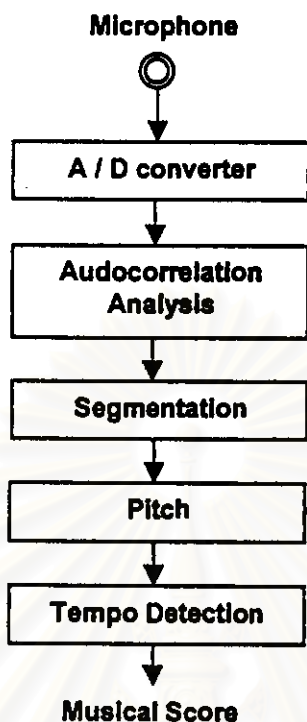 Microphone
A / D converter
Audocorrelation
Analysis
Segmentation
Pitch
Tempo Detection
Musical Score